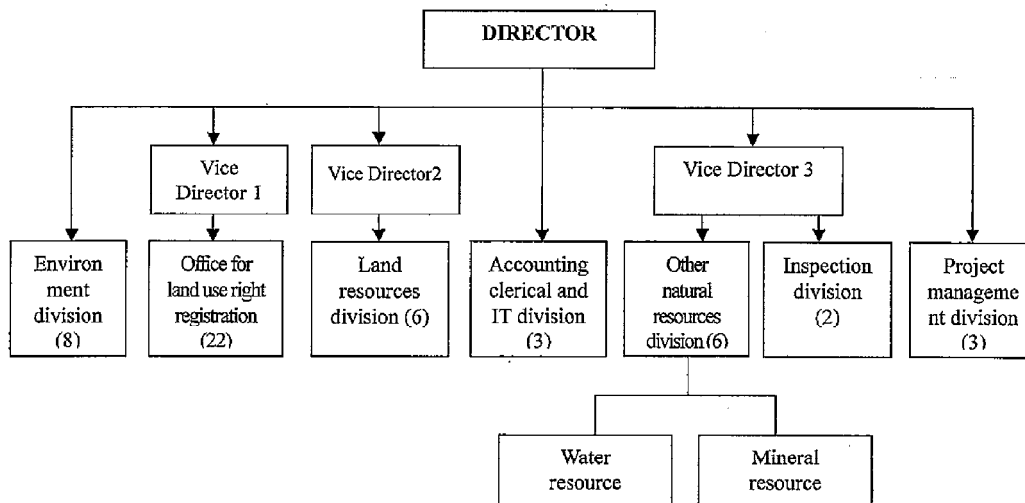 DIRECTOR
Vice
Director 1
Vice Director2
Vice Director 3
Environ
ment
division
(8)
Office for
land use right
registration
(22)
Land
resources
division (6)
Accounting
clerical and
IT division
(3)
Other
natural
resources
division (6)
Inspection
division
(2)
Project
manageme
nt division
(3)
Water
resource
Mineral
resource